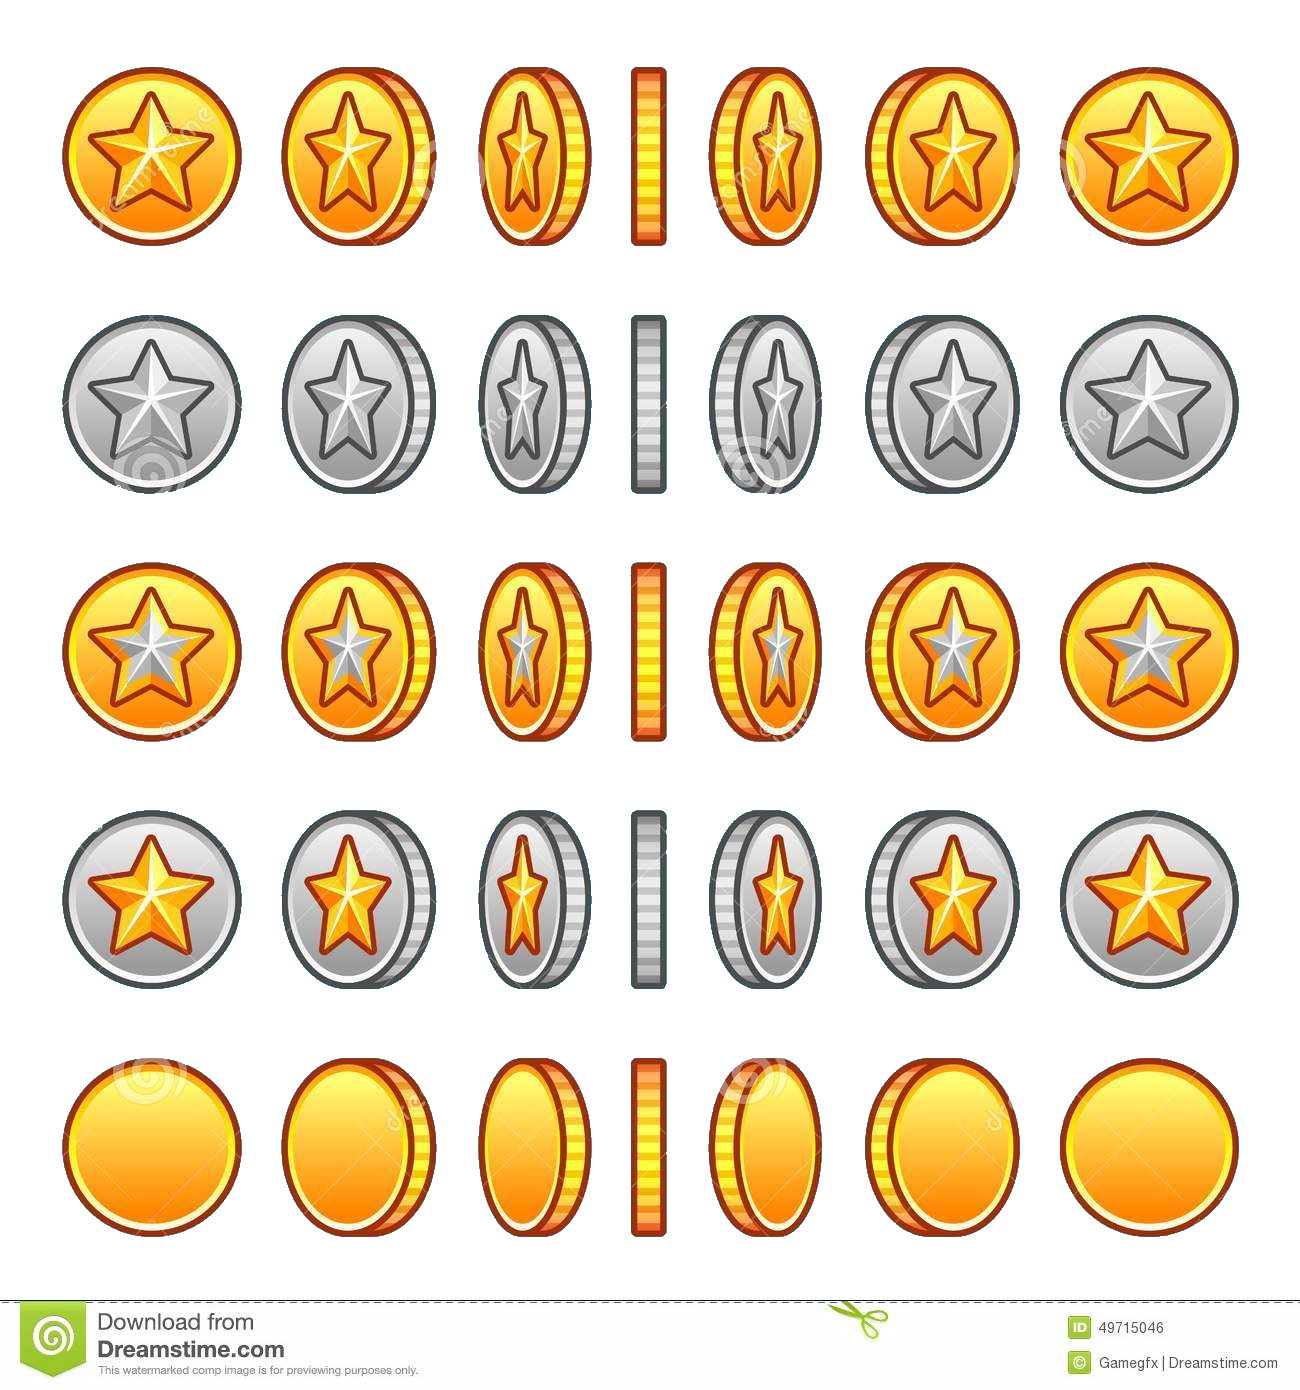 Download from
Dreamstime.com
This watermarked comp image is for previewing purposes only.
ID 49715046
© Gamegfx | Dreamstime.com